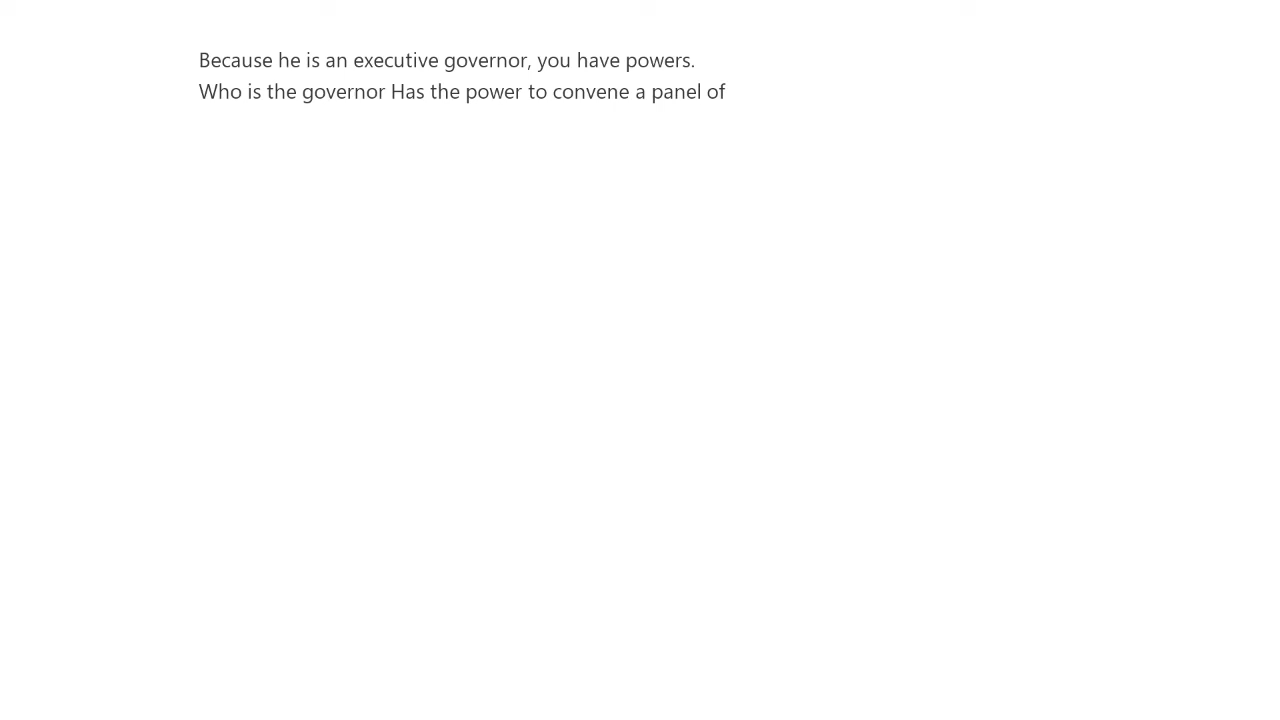 Because he is an executive governor, you have powers.
Who is the governor Has the power to convene a panel of